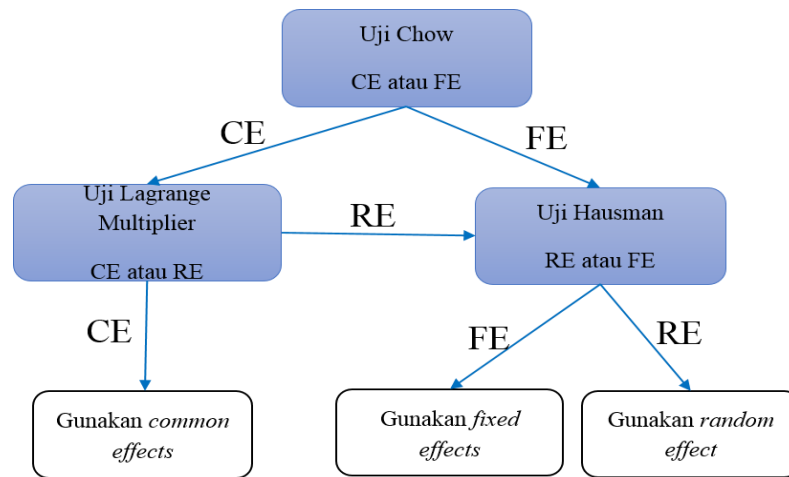 Uji Chow
CE atau FE
CE
FE
Uji Lagrange
Multiplier
CE atau RE
RE
Uji Hausman
RE atau FE
CE
FE
RE
Gunakan common
effects
Gunakan fixed
effects
Gunakan random
effect